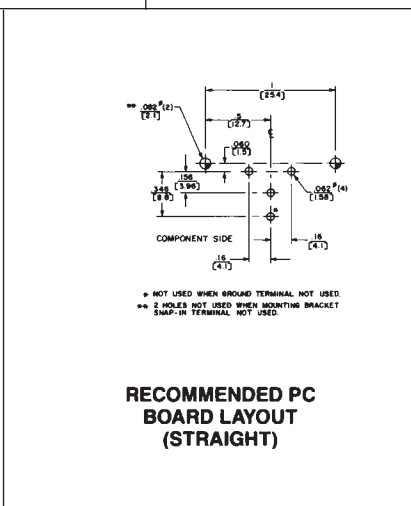 1
[25.4]
** .082ø(2)
[2.1]
.5
[12.7]
℄
.060
[1.5]
.156
[3.96]
.346
[8.8]
.062ø(4)
[1.58]
*
COMPONENT SIDE
.16
[4.1]
.16
[4.1]
* NOT USED WHEN GROUND TERMINAL NOT USED.
** 2 HOLES NOT USED WHEN MOUNTING BRACKET
SNAP-IN TERMINAL NOT USED.
RECOMMENDED PC
BOARD LAYOUT
(STRAIGHT)